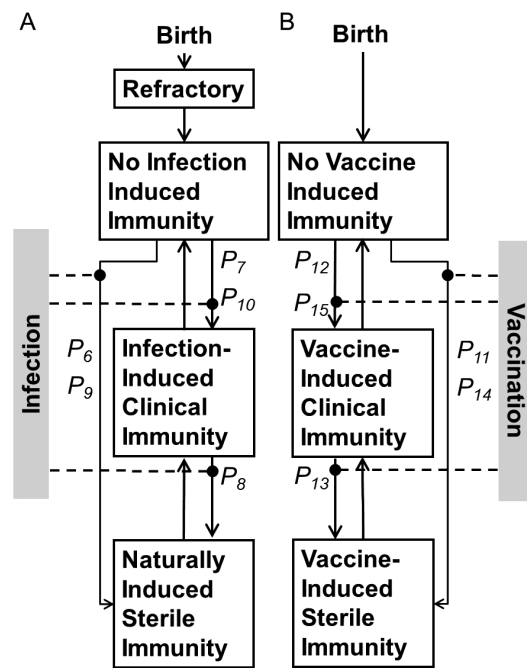 A
Birth
Refractory
No Infection
Induced
Immunity
P7
P10
Infection
P6
P9
Infection-
Induced
Clinical
Immunity
P8
Naturally
Induced
Sterile
Immunity
B
Birth
No Vaccine
Induced
Immunity
P12
P15
Vaccination
P11
P14
Vaccine-
Induced
Clinical
Immunity
P13
Vaccine-
Induced
Sterile
Immunity